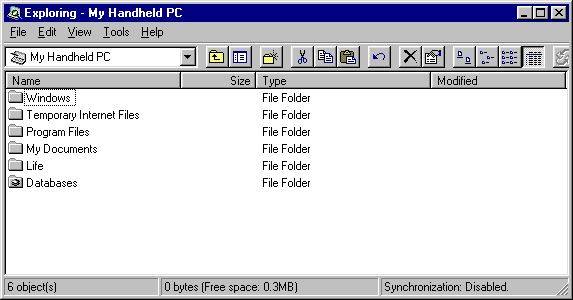 Exploring - My Handheld PC
File Edit View Tools Help
My Handheld PC
Name Size Type Modified
Windows File Folder
Temporary Internet Files File Folder
Program Files File Folder
My Documents File Folder
Life File Folder
Databases File Folder
6 object(s) 0 bytes (Free space: 0.3MB) Synchronization: Disabled.